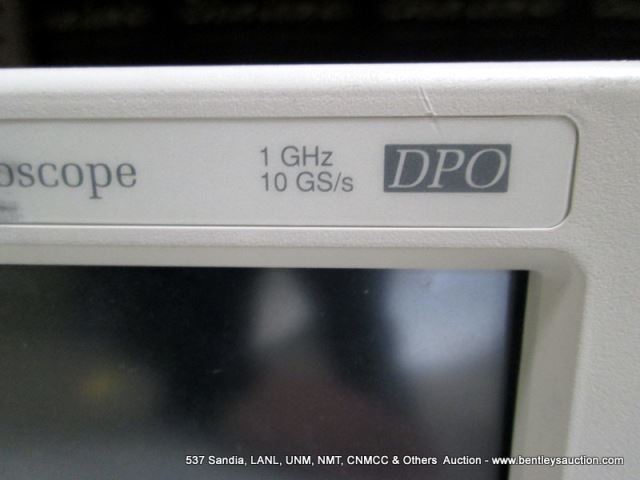 oscope
1 GHz
10 GS/s
DPO
537 Sandia, LANL, UNM, NMT, CNMCC & Others Auction - www.bentleysauction.com